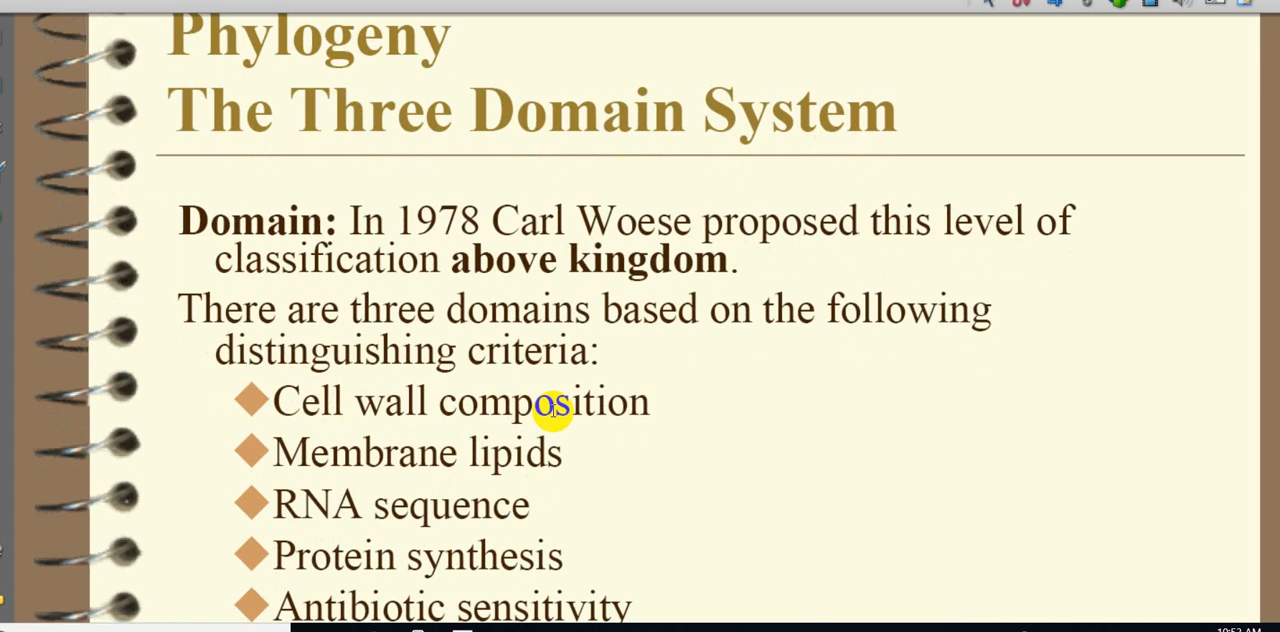 Phylogeny
The Three Domain System
Domain: In 1978 Carl Woese proposed this level of
classification above kingdom.
There are three domains based on the following
distinguishing criteria:
Cell wall composition
Membrane lipids
RNA sequence
Protein synthesis
Antibiotic sensitivity